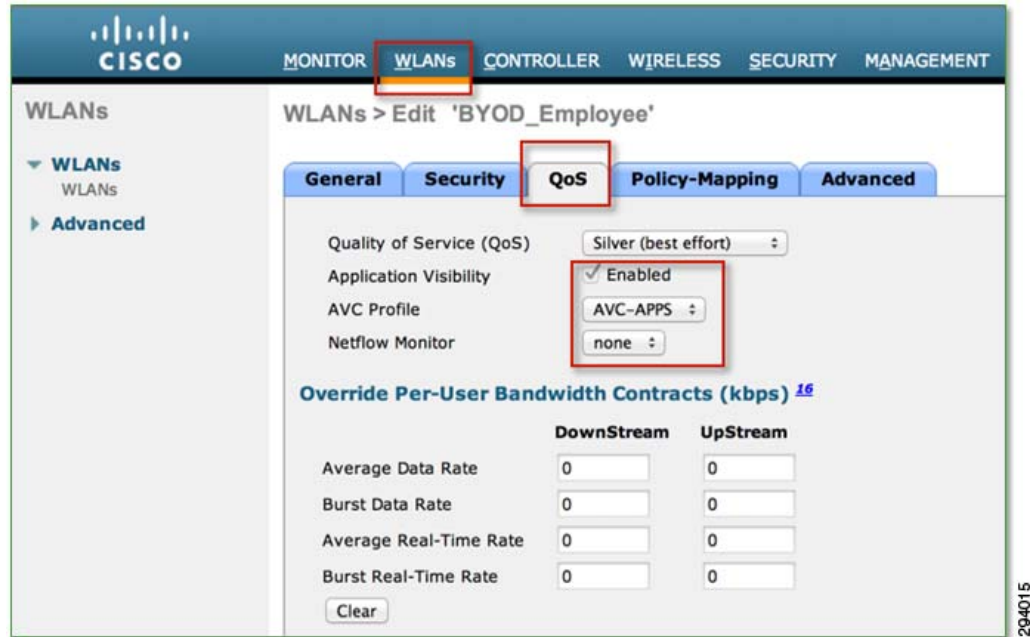 CISCO
MONITOR WLANs CONTROLLER WIRELESS SECURITY MANAGEMENT
WLANs
WLANs
WLANs
Advanced
WLANs > Edit 'BYOD_Employee'
General Security QoS Policy-Mapping Advanced
Quality of Service (QoS) Silver (best effort)
Application Visibility Enabled
AVC Profile AVC-APPS
Netflow Monitor none
Override Per-User Bandwidth Contracts (kbps) 16
DownStream UpStream
Average Data Rate 0 0
Burst Data Rate 0 0
Average Real-Time Rate 0 0
Burst Real-Time Rate 0 0
Clear
294015